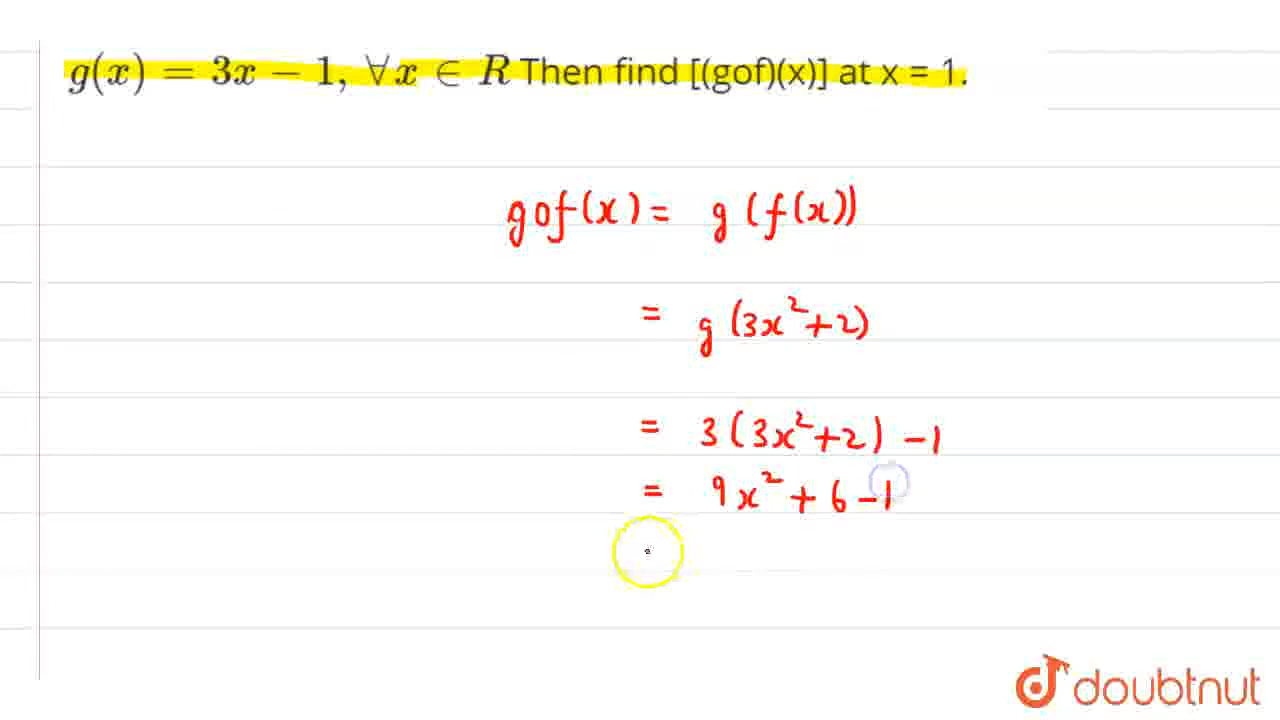 g(x) = 3x − 1, ∀x ∈ R Then find [(gof)(x)] at x = 1.
gof(x) = g(f(x))
= g(3x²+2)
= 3(3x²+2) −1
= 9x² + 6 −1
doubtnut